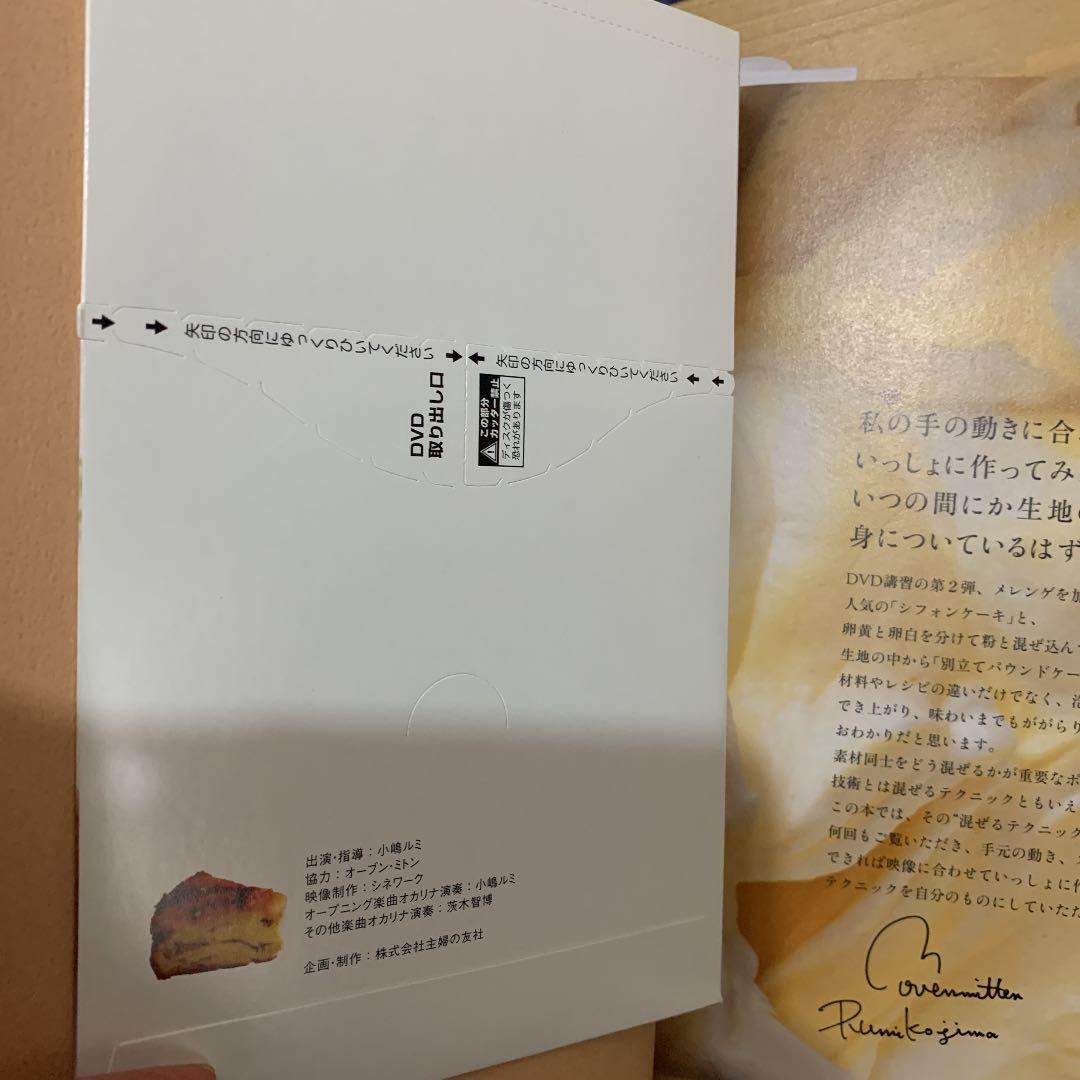 矢印の方向にゆっくりひいてください
矢印の方向にゆっくりひいてください
DVD
取り出し口
この部分
カッター禁止
ディスクが傷つく
恐れがあります
出演・指導：小嶋ルミ
協力：オーブン・ミトン
映像制作：シネワーク
オープニング楽曲オカリナ演奏：小嶋ルミ
その他楽曲オカリナ演奏：茨木智博
企画・制作：株式会社主婦の友社
私の手の動きに合
いっしょに作ってみ
いつの間にか生地
身についているはず
DVD講習の第2弾、メレンゲを加
人気の「シフォンケーキ」と、
卵黄と卵白を分けて粉と混ぜ込ん
生地の中から「別立てパウンドケー
材料やレシピの違いだけでなく、
でき上がり、味わいまでもががらり
おわかりだと思います。
素材同士をどう混ぜるかが重要なポ
技術とは混ぜるテクニックともいえ
この本では、その"混ぜるテクニック
何回もご覧いただき、手元の動き、
できれば映像に合わせていっしょに作
テクニックを自分のものにしていただ
Ovenmitten
Rumikojima